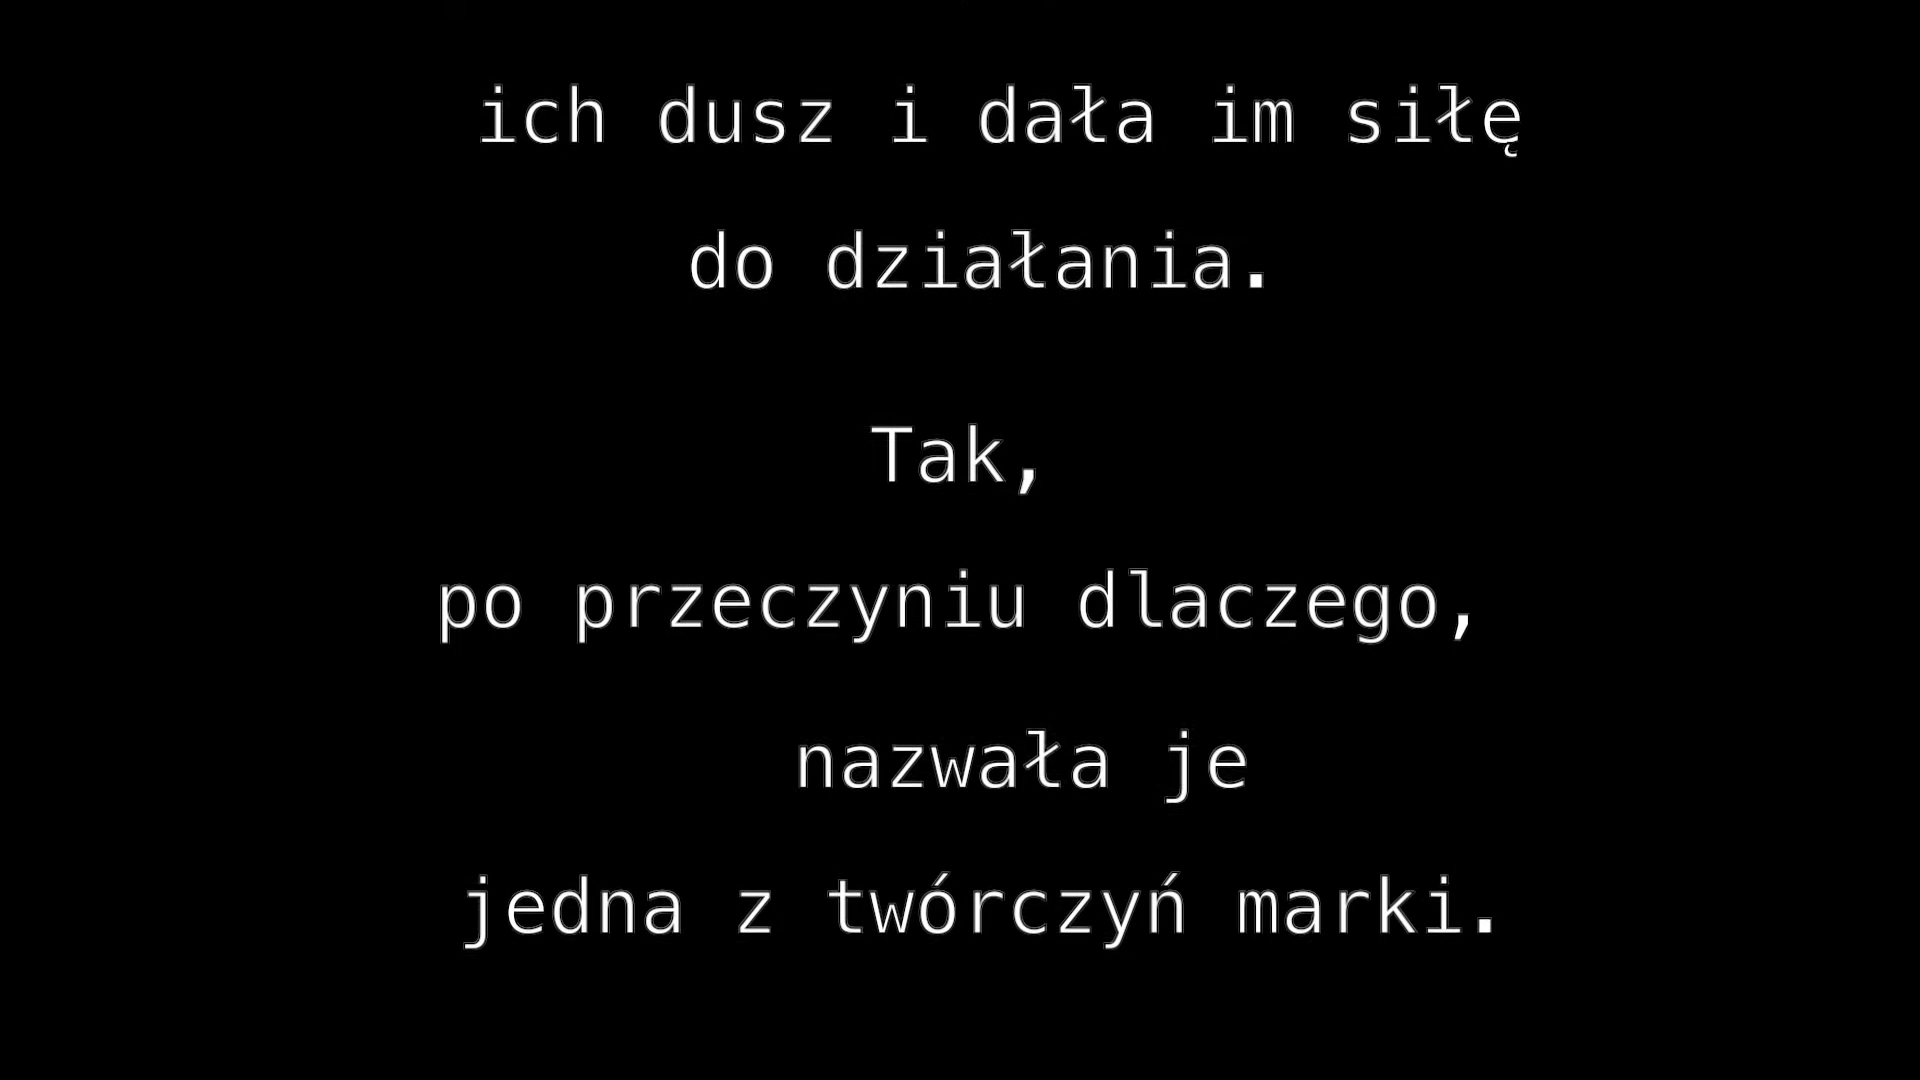 ich dusz i dała im siłę
do działania.
Tak,
po przeczyniu dlaczego,
nazwała je
jedna z twórczyń marki.